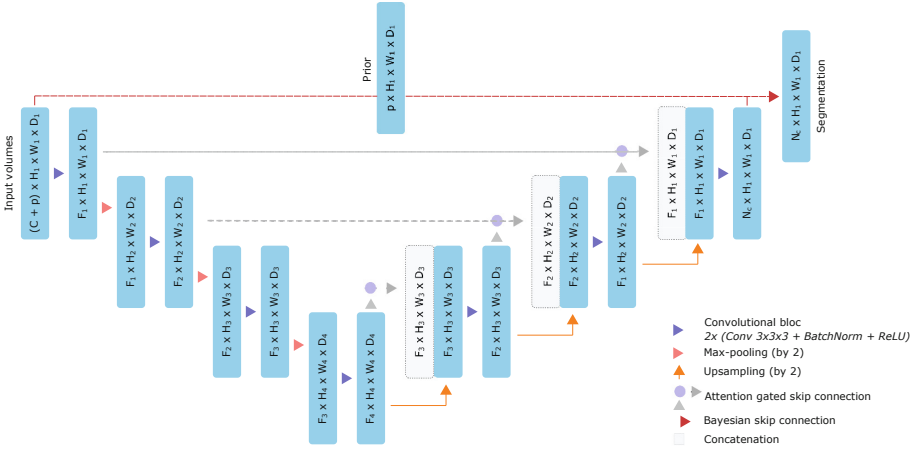 Input volumes
(C + p) x H₁ x W₁ x D₁
F₁ x H₁ x W₁ x D₁
F₁ x H₂ x W₂ x D₂
F₂ x H₂ x W₂ x D₂
F₂ x H₃ x W₃ x D₃
F₃ x H₃ x W₃ x D₃
F₃ x H₄ x W₄ x D₄
F₄ x H₄ x W₄ x D₄
Prior
p x H₁ x W₁ x D₁
F₃ x H₃ x W₃ x D₃
F₃ x H₃ x W₃ x D₃
F₂ x H₃ x W₃ x D₃
F₂ x H₂ x W₂ x D₂
F₂ x H₂ x W₂ x D₂
F₁ x H₂ x W₂ x D₂
F₁ x H₁ x W₁ x D₁
F₁ x H₁ x W₁ x D₁
N꜀ x H₁ x W₁ x D₁
N꜀ x H₁ x W₁ x D₁
Segmentation
Convolutional bloc
2x (Conv 3x3x3 + BatchNorm + ReLU)
Max-pooling (by 2)
Upsampling (by 2)
Attention gated skip connection
Bayesian skip connection
Concatenation